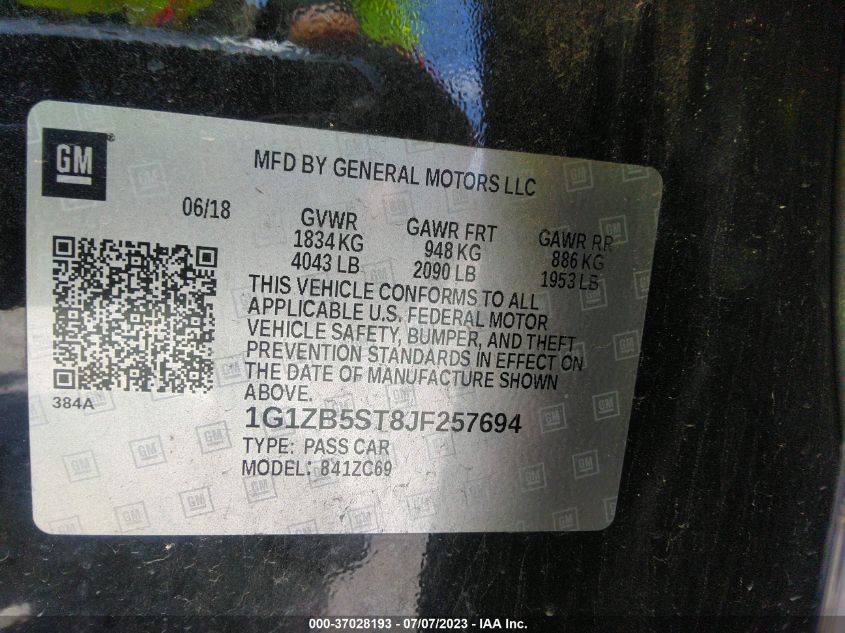 GM
MFD BY GENERAL MOTORS LLC
06/18
GVWR
1834 KG
4043 LB
GAWR FRT
948 KG
2090 LB
GAWR RR
886 KG
1953 LB
THIS VEHICLE CONFORMS TO ALL
APPLICABLE U.S. FEDERAL MOTOR
VEHICLE SAFETY, BUMPER, AND THEFT
PREVENTION STANDARDS IN EFFECT ON
THE DATE OF MANUFACTURE SHOWN
ABOVE.
384A
1G1ZB5ST8JF257694
TYPE: PASS CAR
MODEL: 841ZC69
000-37028193 - 07/07/2023 - IAA Inc.